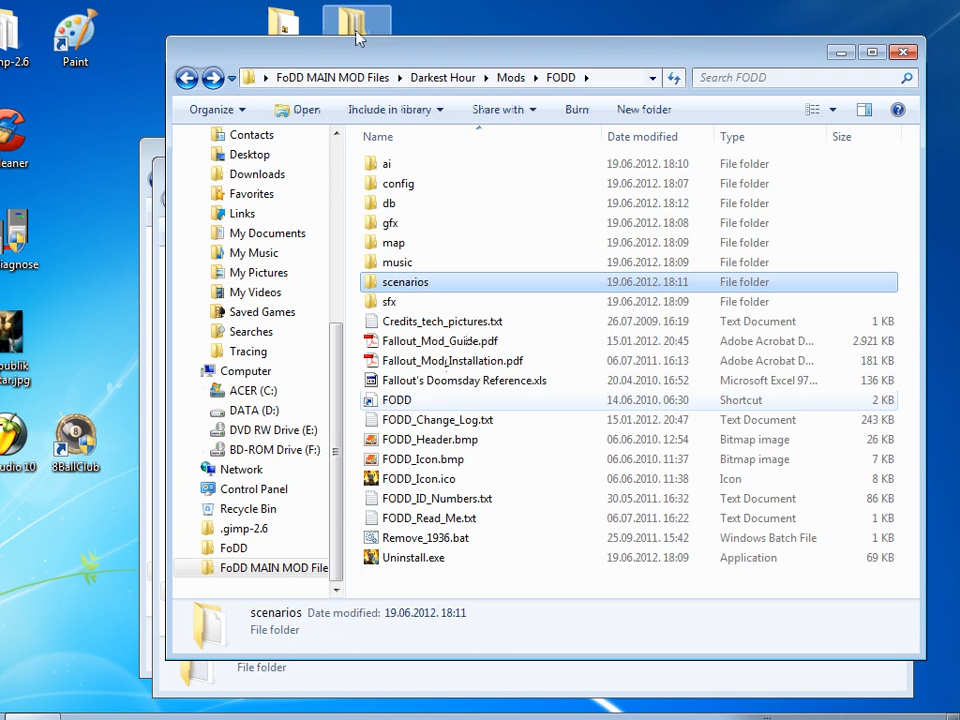 mp-2.6
Paint
FoDD MAIN MOD Files Darkest Hour Mods FODD
Search FODD
Organize Open Include in library Share with Burn New folder
Name Date modified Type Size
Contacts
Desktop
Downloads
Favorites
Links
My Documents
My Music
My Pictures
My Videos
Saved Games
Searches
Tracing
Computer
ACER (C:)
DATA (D:)
DVD RW Drive (E:)
BD-ROM Drive (F:)
Network
Control Panel
Recycle Bin
.gimp-2.6
FoDD
FoDD MAIN MOD File
ai 19.06.2012. 18:10 File folder
config 19.06.2012. 18:07 File folder
db 19.06.2012. 18:12 File folder
gfx 19.06.2012. 18:08 File folder
map 19.06.2012. 18:09 File folder
music 19.06.2012. 18:09 File folder
scenarios 19.06.2012. 18:11 File folder
sfx 19.06.2012. 18:09 File folder
Credits_tech_pictures.txt 26.07.2009. 16:19 Text Document 1 KB
Fallout_Mod_Guide.pdf 15.01.2012. 20:45 Adobe Acrobat D... 2.921 KB
Fallout_Mod_Installation.pdf 06.07.2011. 16:13 Adobe Acrobat D... 181 KB
Fallout's Doomsday Reference.xls 20.04.2010. 16:52 Microsoft Excel 97... 136 KB
FODD 14.06.2010. 06:30 Shortcut 2 KB
FODD_Change_Log.txt 15.01.2012. 20:47 Text Document 243 KB
FODD_Header.bmp 06.06.2010. 12:54 Bitmap image 26 KB
FODD_Icon.bmp 06.06.2010. 11:37 Bitmap image 7 KB
FODD_Icon.ico 06.06.2010. 11:38 Icon 8 KB
FODD_ID_Numbers.txt 30.05.2011. 16:32 Text Document 86 KB
FODD_Read_Me.txt 06.07.2011. 16:22 Text Document 1 KB
Remove_1936.bat 25.09.2011. 15:42 Windows Batch File 1 KB
Uninstall.exe 19.06.2012. 18:09 Application 69 KB
leaner
iagnose
publik
tar.jpg
udio 10
8BallClub
scenarios Date modified: 19.06.2012. 18:11
File folder
File folder